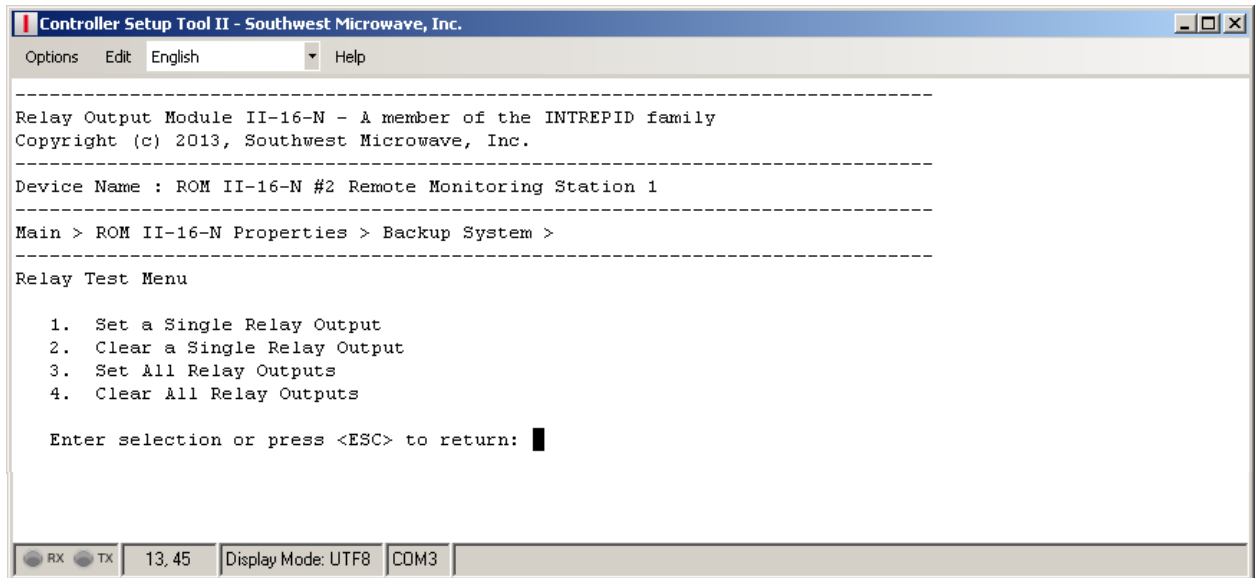 Controller Setup Tool II - Southwest Microwave, Inc.
Options Edit English Help
--------------------------------------------------------------------------------
Relay Output Module II-16-N - A member of the INTREPID family
Copyright (c) 2013, Southwest Microwave, Inc.
--------------------------------------------------------------------------------
Device Name : ROM II-16-N #2 Remote Monitoring Station 1
--------------------------------------------------------------------------------
Main > ROM II-16-N Properties > Backup System >
--------------------------------------------------------------------------------
Relay Test Menu
1. Set a Single Relay Output
2. Clear a Single Relay Output
3. Set All Relay Outputs
4. Clear All Relay Outputs
Enter selection or press <ESC> to return:
RX TX 13, 45 Display Mode: UTF8 COM3